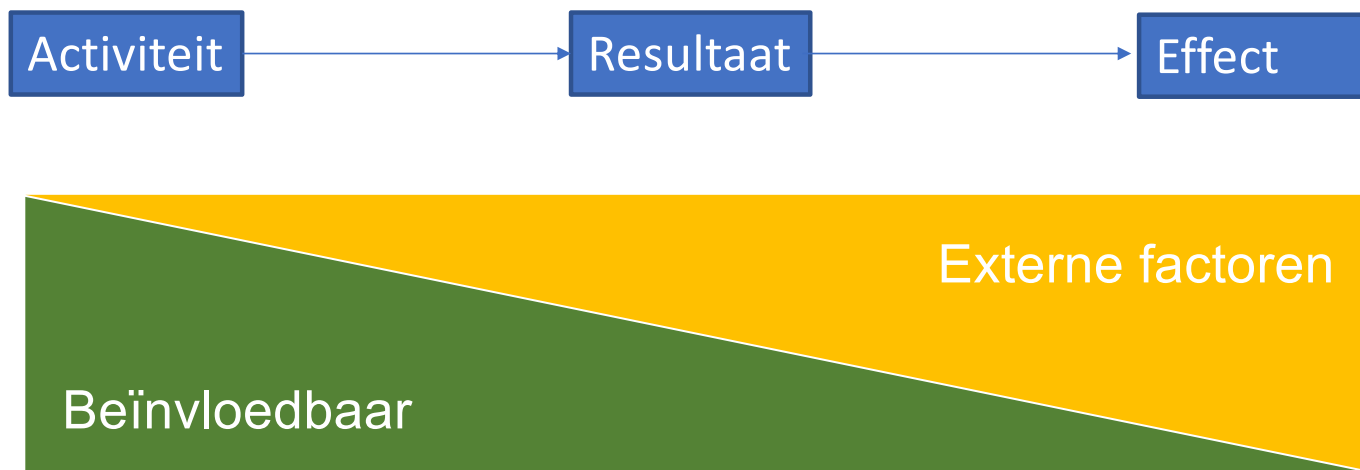 Activiteit
Resultaat
Effect
Externe factoren
Beïnvloedbaar